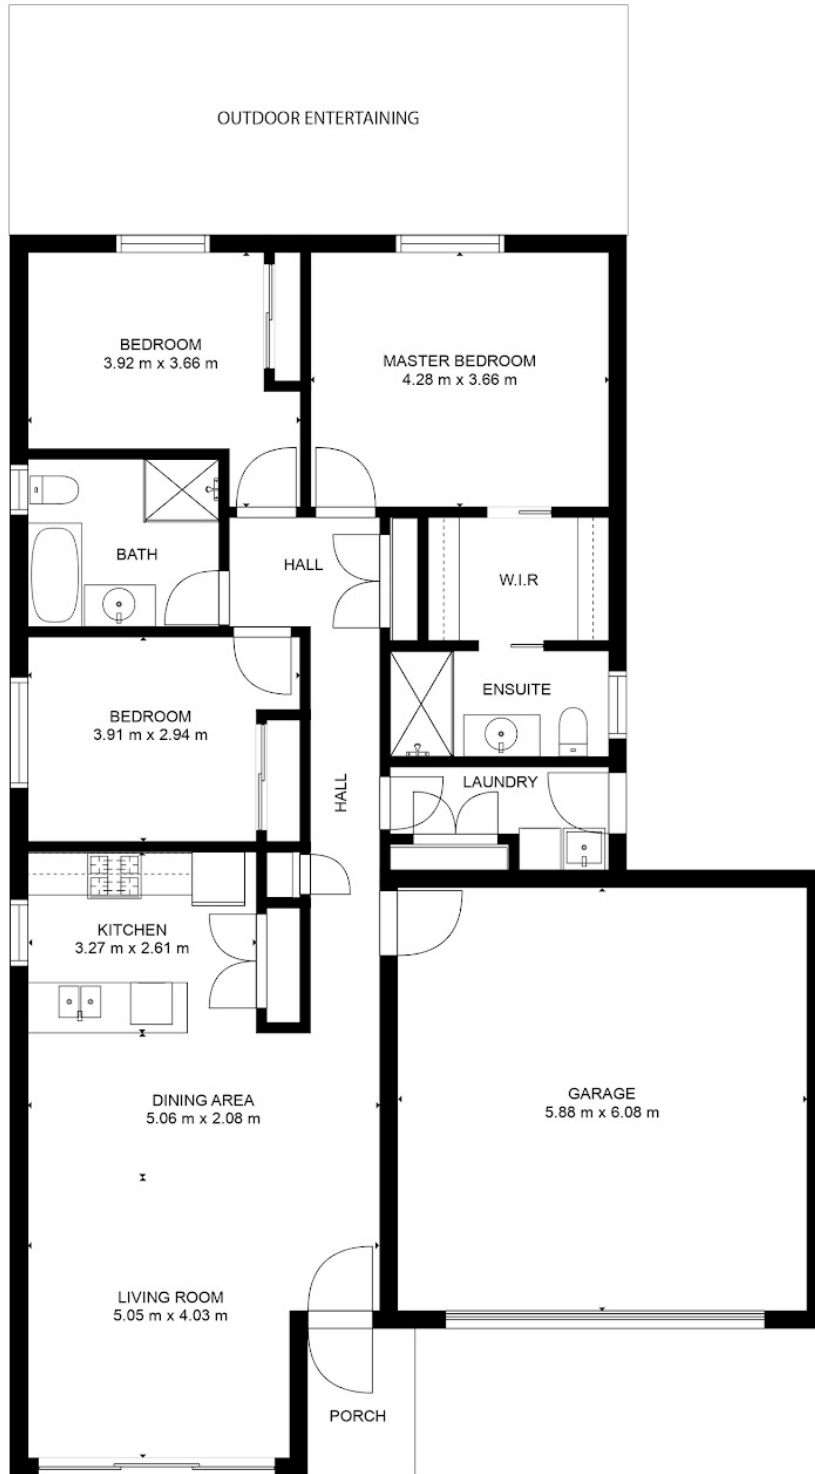 OUTDOOR ENTERTAINING
BEDROOM
3.92 m x 3.66 m
MASTER BEDROOM
4.28 m x 3.66 m
BATH
HALL
W.I.R
ENSUITE
BEDROOM
3.91 m x 2.94 m
HALL
LAUNDRY
KITCHEN
3.27 m x 2.61 m
DINING AREA
5.06 m x 2.08 m
GARAGE
5.88 m x 6.08 m
LIVING ROOM
5.05 m x 4.03 m
PORCH